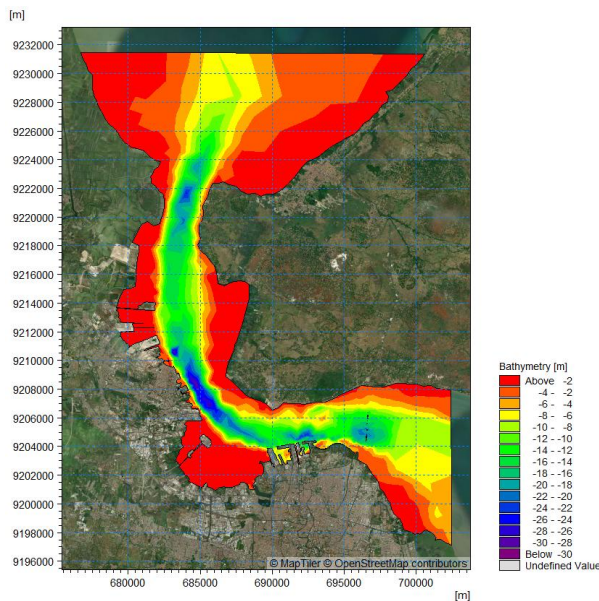 [m]
9232000
9230000
9228000
9226000
9224000
9222000
9220000
9218000
9216000
9214000
9212000
9210000
9208000
9206000
9204000
9202000
9200000
9198000
9196000
680000 685000 690000 695000 700000
[m]
© MapTiler © OpenStreetMap contributors
Bathymetry [m]
Above -2
-4 - -2
-6 - -4
-8 - -6
-10 - -8
-12 - -10
-14 - -12
-16 - -14
-18 - -16
-20 - -18
-22 - -20
-24 - -22
-26 - -24
-28 - -26
-30 - -28
Below -30
Undefined Value